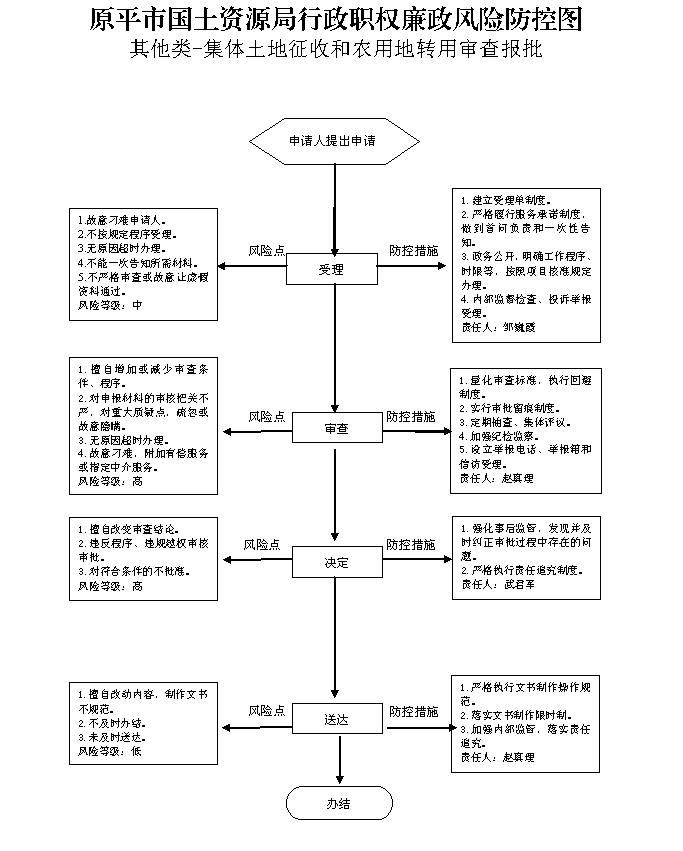 原平市国土资源局行政职权廉政风险防控图
其他类-集体土地征收和农用地转用审查报批
申请人提出申请
1.故意刁难申请人。
2.不按规定程序受理。
3.无原因超时办理。
4.不能一次告知所需材料。
5.不严格审查或故意让虚假
资料通过。
风险等级：中
风险点
受理
防控措施
1. 建立受理单制度。
2. 严格履行服务承诺制度，
做到首问负责和一次性告
知。
3. 政务公开，明确工作程序、
时限等，按照项目核准规定
办理。
4. 内部监督检查、投诉举报
受理。
责任人：邹巍霞
1. 擅自增加或减少审查条
件、程序。
2. 对申报材料的审核把关不
严，对重大质疑点，疏忽或
故意隐瞒。
3. 无原因超时办理。
4. 故意刁难，附加有偿服务
或指定中介服务。
风险等级：高
风险点
审查
防控措施
1. 量化审查标准，执行回避
制度。
2. 实行审批留痕制度。
3. 定期抽查、集体评议。
4. 加强纪检监察。
5. 设立举报电话、举报箱和
信访受理。
责任人：赵真理
1. 擅自改变审查结论。
2. 违反程序、违规越权审核
审批。
3. 对符合条件的不批准。
风险等级：高
风险点
决定
防控措施
1. 强化事后监管，发现并及
时纠正审批过程中存在的问
题。
2. 严格执行责任追究制度。
责任人：武君军
1. 擅自改动内容，制作文书
不规范。
2. 不及时办结。
3. 未及时送达。
风险等级：低
风险点
送达
防控措施
1. 严格执行文书制作操作规
范。
2. 落实文书制作限时制。
3. 加强内部监管，落实责任
追究。
责任人：赵真理
办结